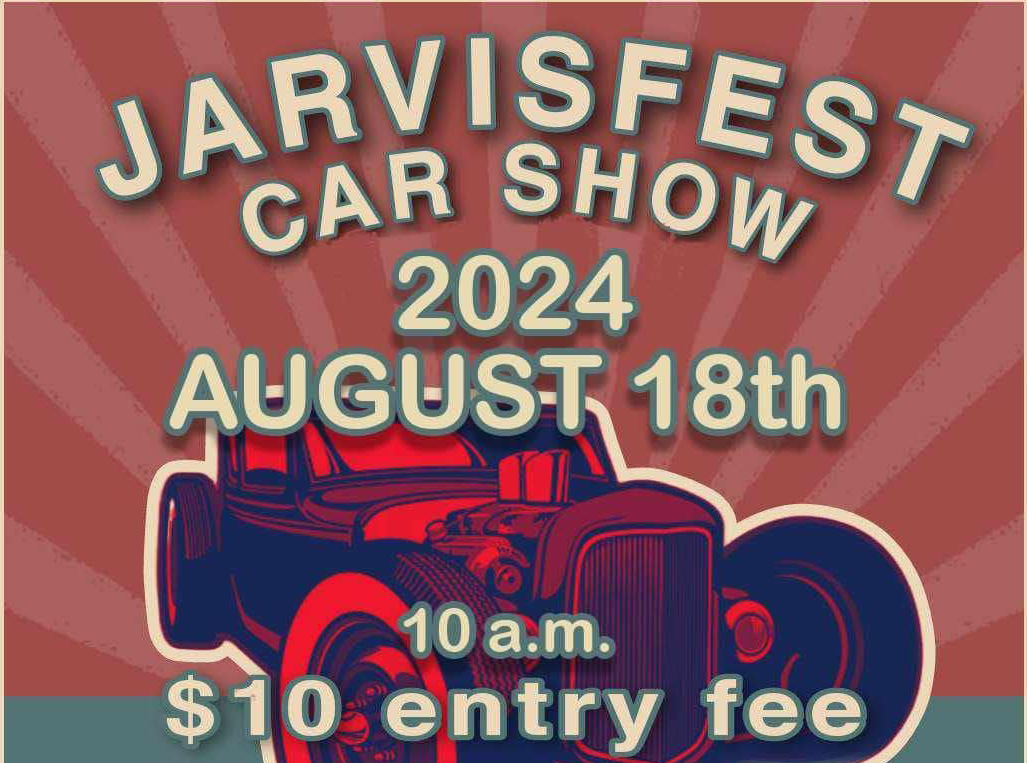 JARVISFEST
CAR SHOW
2024
AUGUST 18th
10 a.m.
$10 entry fee